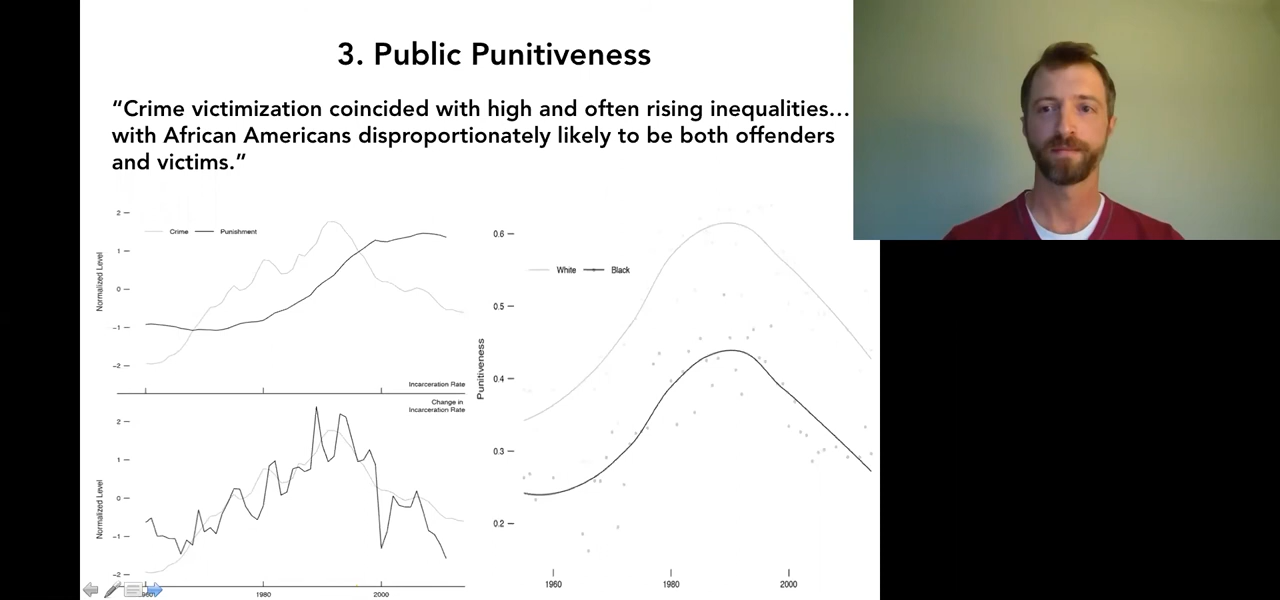 3. Public Punitiveness
“Crime victimization coincided with high and often rising inequalities…
with African Americans disproportionately likely to be both offenders
and victims.”
Crime Punishment
Normalized Level
2
1
0
−1
−2
Incarceration Rate
Change in
Incarceration Rate
Normalized Level
2
1
0
−1
−2
1980
2000
White Black
Punitiveness
0.6
0.5
0.4
0.3
0.2
1960
1980
2000